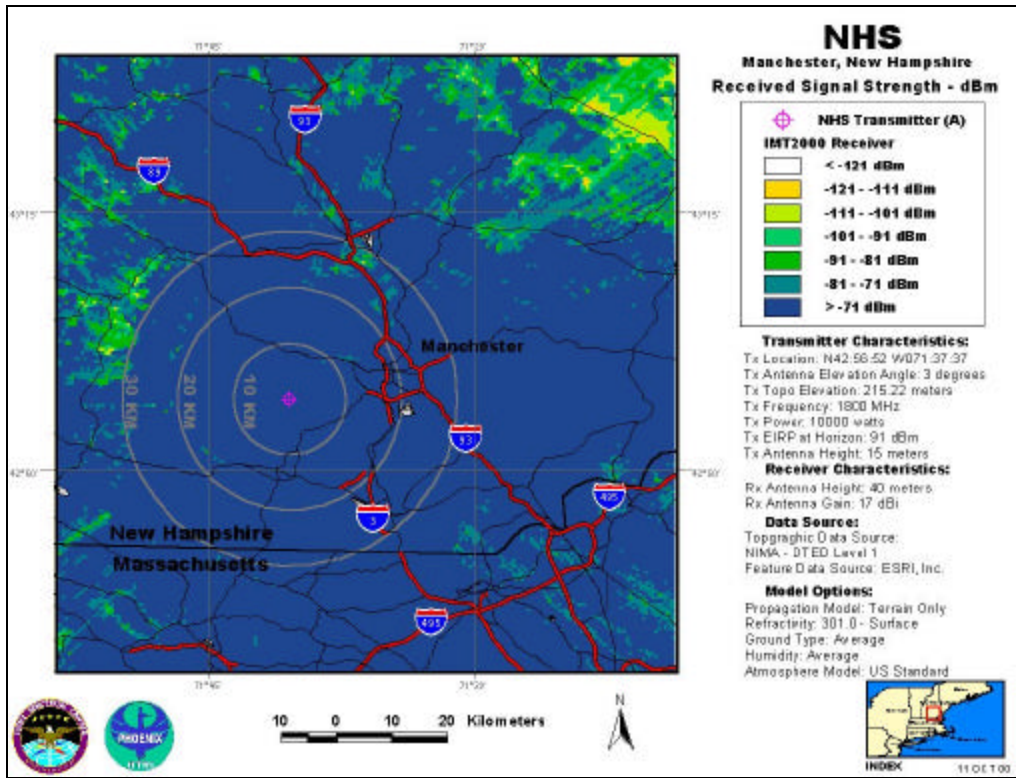 NHS
Manchester, New Hampshire
Received Signal Strength - dBm
NHS Transmitter (A)
IMT2000 Receiver
< -121 dBm
-121 - -111 dBm
-111 - -101 dBm
-101 - -91 dBm
-91 - -81 dBm
-81 - -71 dBm
> -71 dBm
Transmitter Characteristics:
Tx Location: N42:56:52 W071:37:37
Tx Antenna Elevation Angle: 3 degrees
Tx Topo Elevation: 215.22 meters
Tx Frequency: 1800 MHz
Tx Power: 10000 watts
Tx EIRP at Horizon: 91 dBm
Tx Antenna Height: 15 meters
Receiver Characteristics:
Rx Antenna Height: 40 meters
Rx Antenna Gain: 17 dBi
Data Source:
Topgraghic Data Source:
NIMA - DTED Level 1
Feature Data Source: ESRI, Inc.
Model Options:
Propagation Model: Terrain Only
Refractivity: 301.0 - Surface
Ground Type: Average
Humidity: Average
Atmosphere Model: US Standard
93
89
Manchester
30 KM
20 KM
10 KM
93
495
3
New Hampshire
Massachusetts
495
10 0 10 20 Kilometers
N
PHOENIX
INDEX
11 OCT 00